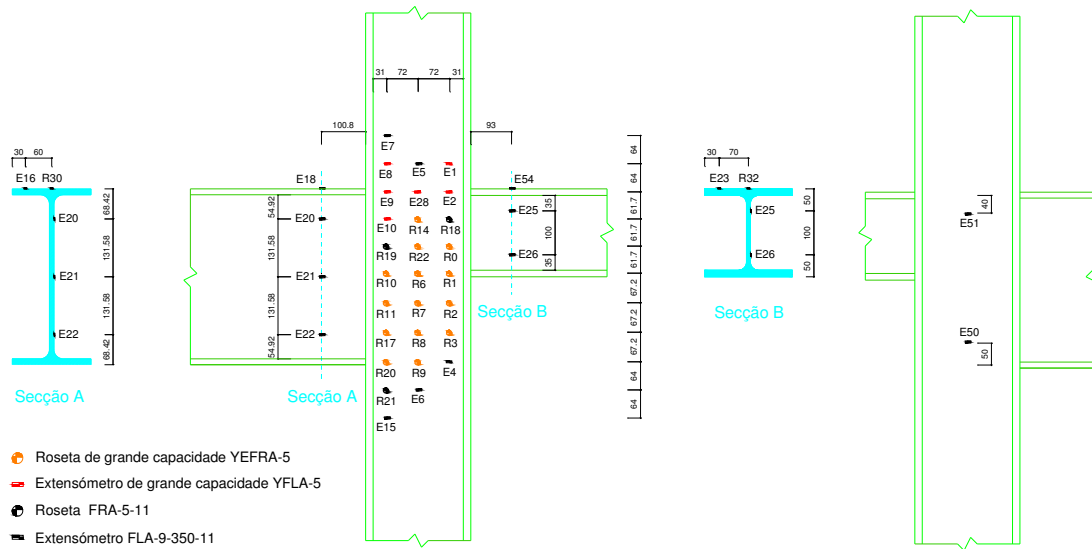 31 72 72 31
100.8
93
E7
64
30 60
E16 R30
E18
E8 E5 E1
E54
64
30 70
E23 R32
68.42
54.92
E9 E28 E2
61.7
35
E25
E25
50
40
E20
E20
E10 R14 R18
61.7
100
100
E51
131.58
131.58
R19 R22 R0
61.7
E26
35
E26
50
E21
E21
R10 R6 R1
67.2
131.58
131.58
R11 R7 R2
Secção B
Secção B
67.2
E22
E22
R17 R8 R3
67.2
E50
50
68.42
54.92
R20 R9 E4
64
Secção A
Secção A
R21 E6
64
E15
Roseta de grande capacidade YEFRA-5
Extensómetro de grande capacidade YFLA-5
Roseta FRA-5-11
Extensómetro FLA-9-350-11